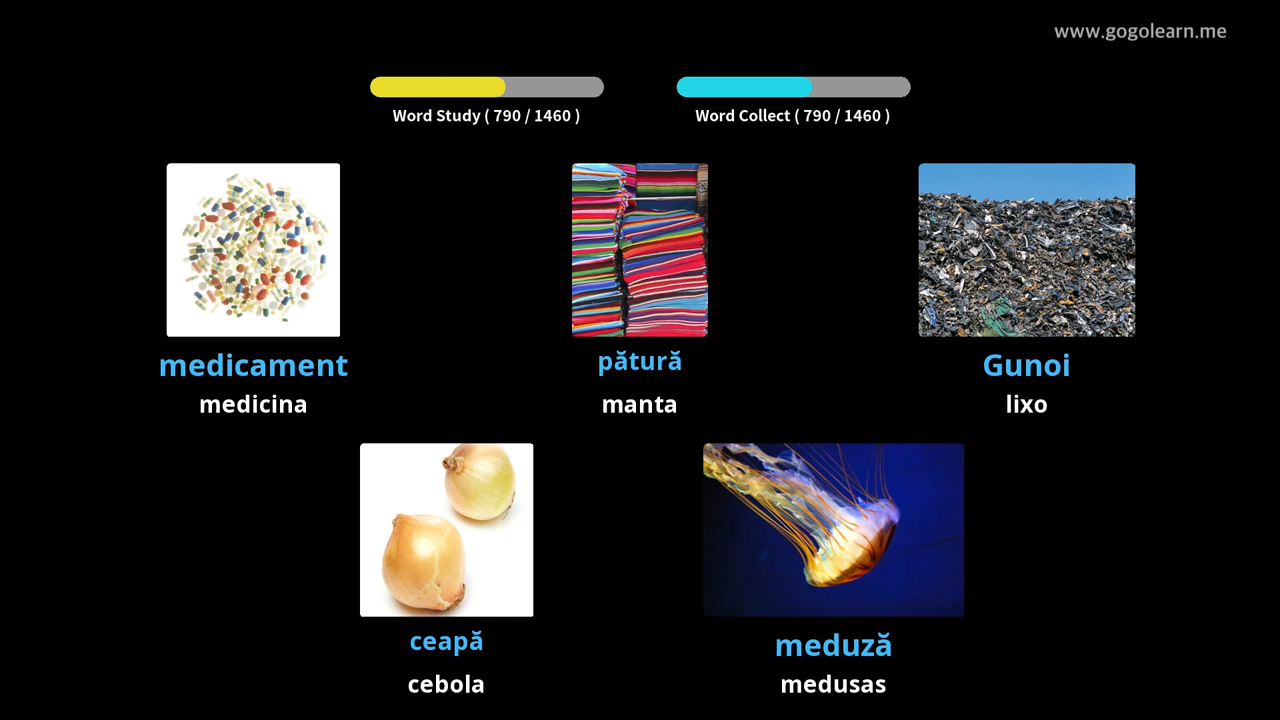 www.gogolearn.me
Word Study ( 790 / 1460 )
Word Collect ( 790 / 1460 )
medicament
medicina
pătură
manta
Gunoi
lixo
ceapă
cebola
meduză
medusas